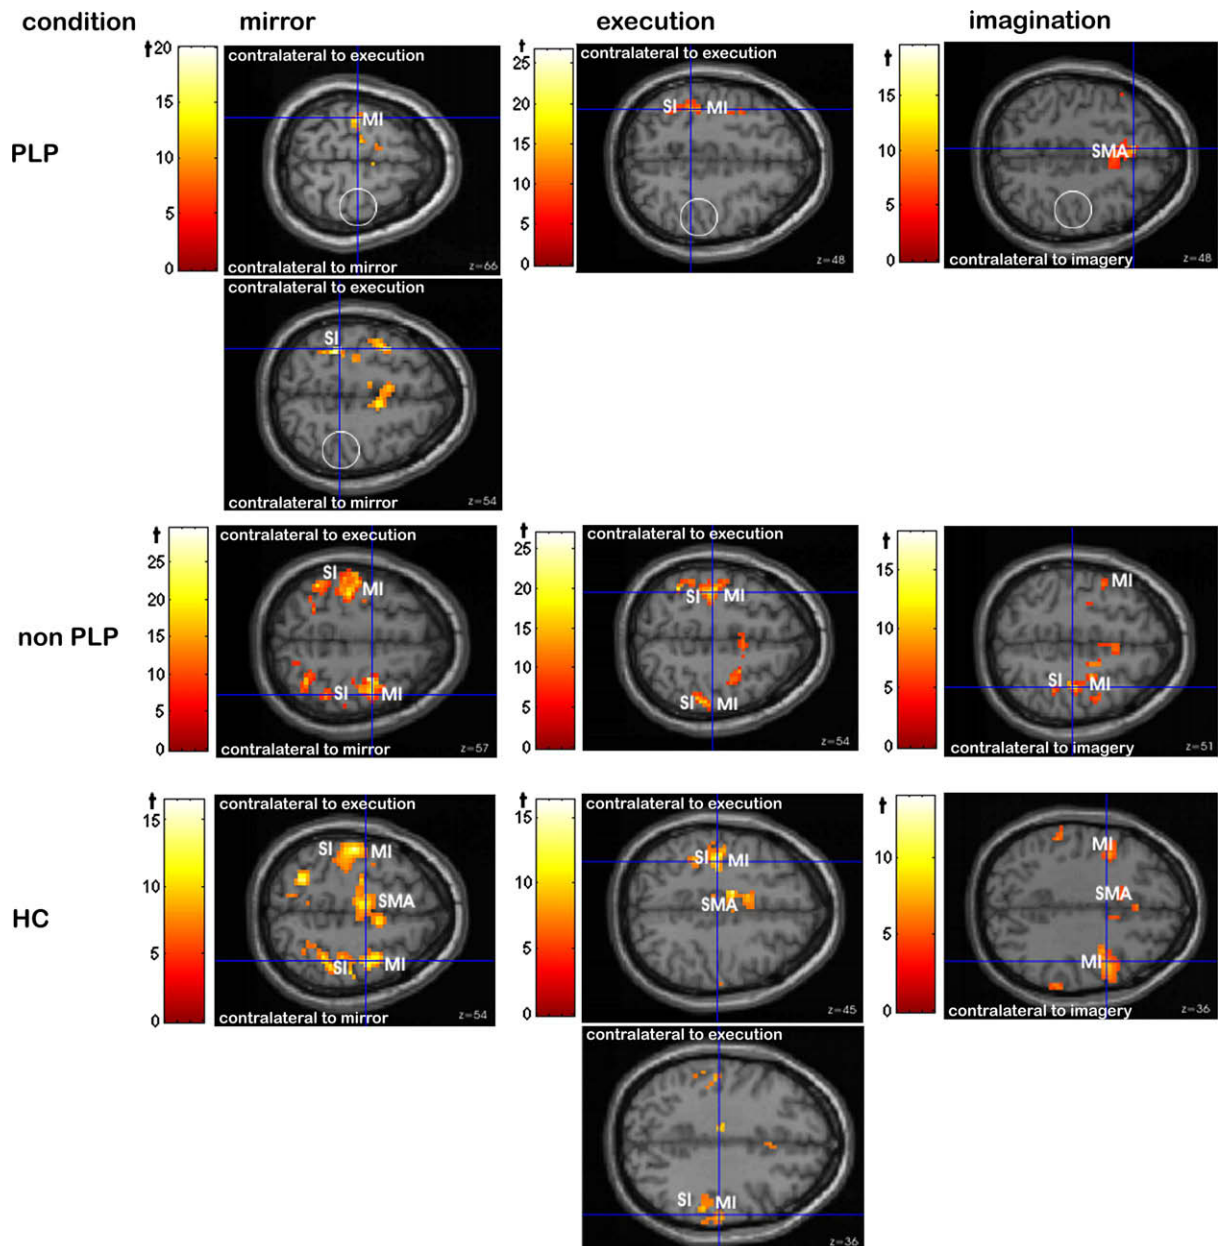 condition mirror execution imagination
PLP
t 20 15 10 5 0
contralateral to execution
MI
contralateral to mirror z=66
t 25 20 15 10 5 0
contralateral to execution
SI MI
z=48
t 15 10 5 0
SMA
contralateral to imagery z=48
contralateral to execution
SI
contralateral to mirror z=54
non PLP
t 25 20 15 10 5 0
contralateral to execution
SI MI
SI MI
contralateral to mirror z=57
t 25 20 15 10 5 0
contralateral to execution
SI MI
SI MI
z=54
t 15 10 5 0
MI
SI MI
contralateral to imagery z=51
HC
t 15 10 5 0
contralateral to execution
SI MI
SMA
SI MI
contralateral to mirror z=54
t 15 10 5 0
contralateral to execution
SI MI
SMA
z=45
t 10 5 0
MI
SMA
MI
contralateral to imagery z=36
contralateral to execution
SI MI
z=36